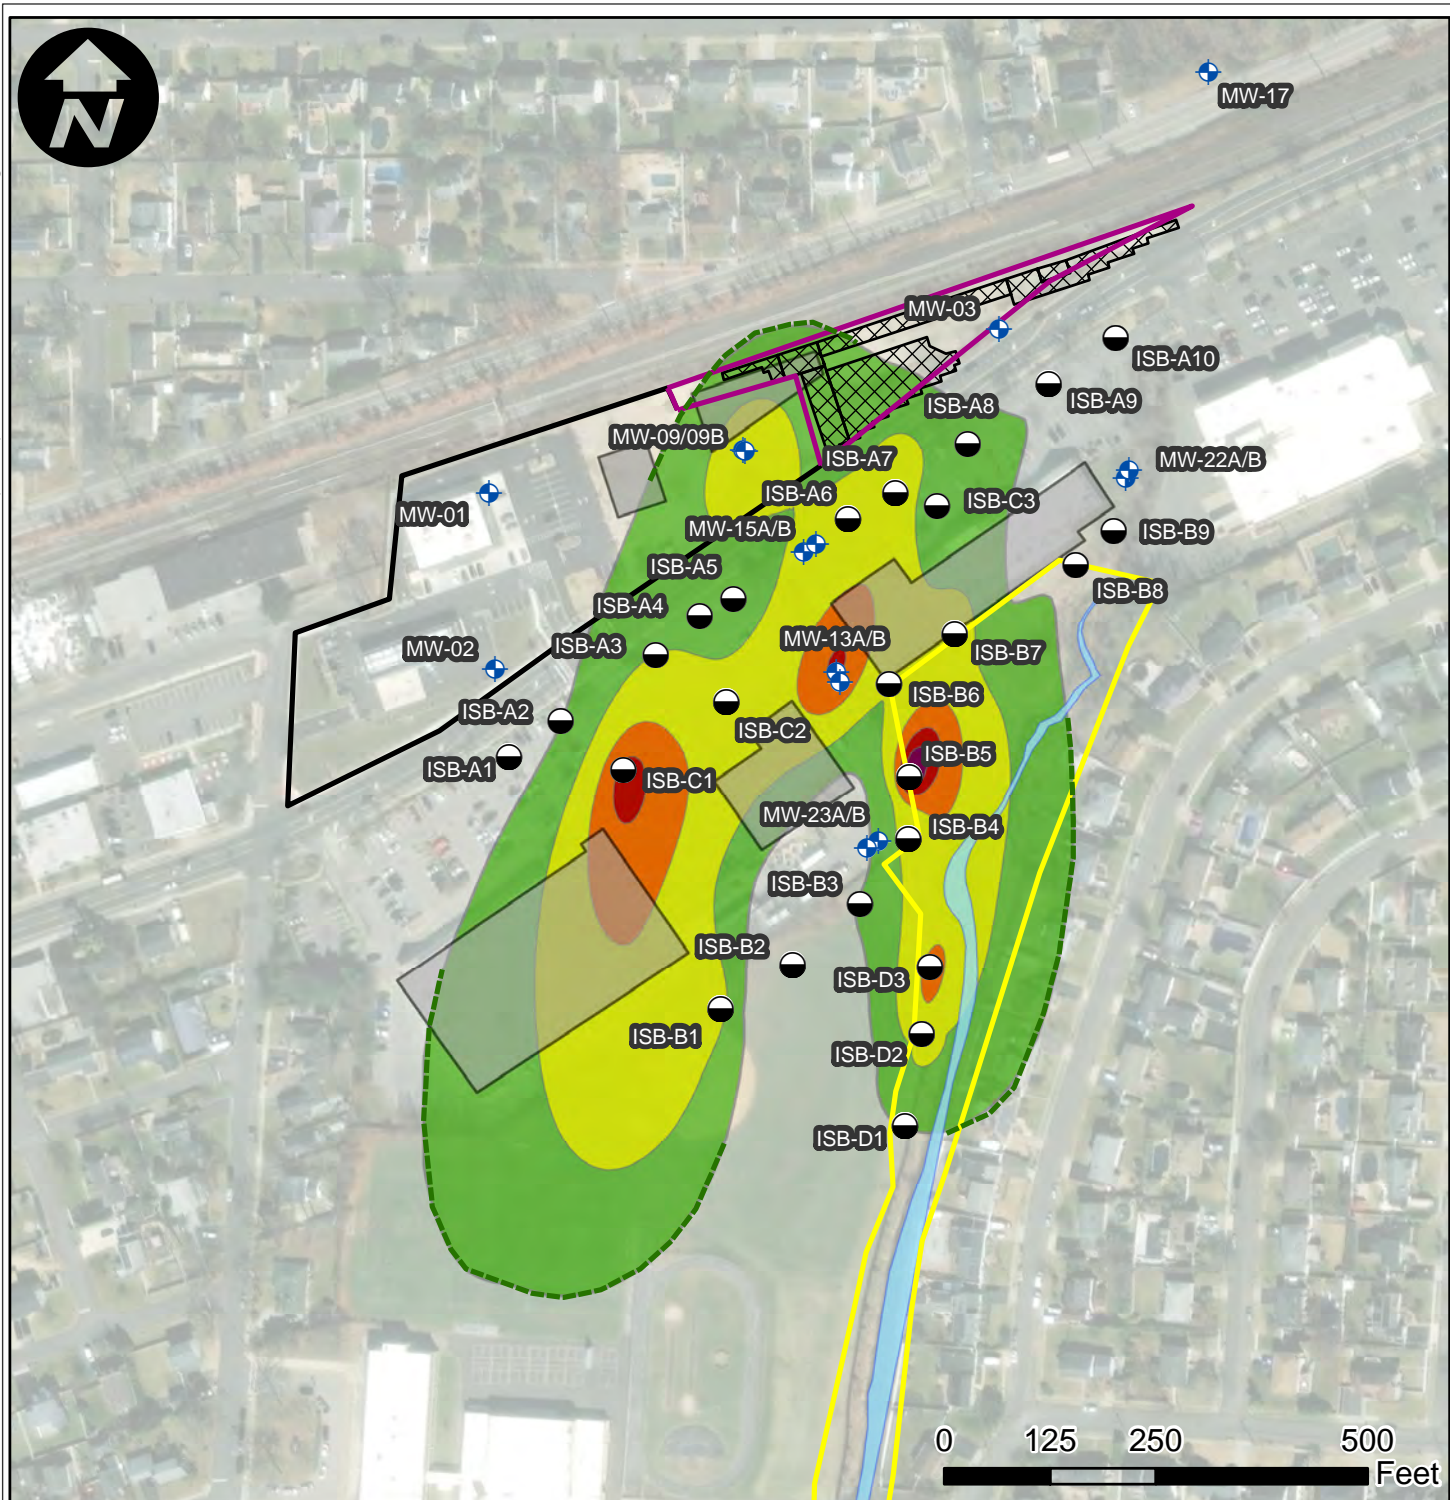 N
MW-17
MW-03
ISB-A10
ISB-A9
ISB-A8
MW-09/09B
ISB-A7
MW-22A/B
ISB-A6
ISB-C3
MW-01
MW-15A/B
ISB-B9
ISB-A5
ISB-B8
ISB-A4
MW-13A/B
ISB-A3
MW-02
ISB-B7
ISB-B6
ISB-A2
ISB-C2
ISB-B5
ISB-A1
ISB-C1
MW-23A/B
ISB-B4
ISB-B3
ISB-B2
ISB-D3
ISB-B1
ISB-D2
ISB-D1
0 125 250 500
Feet